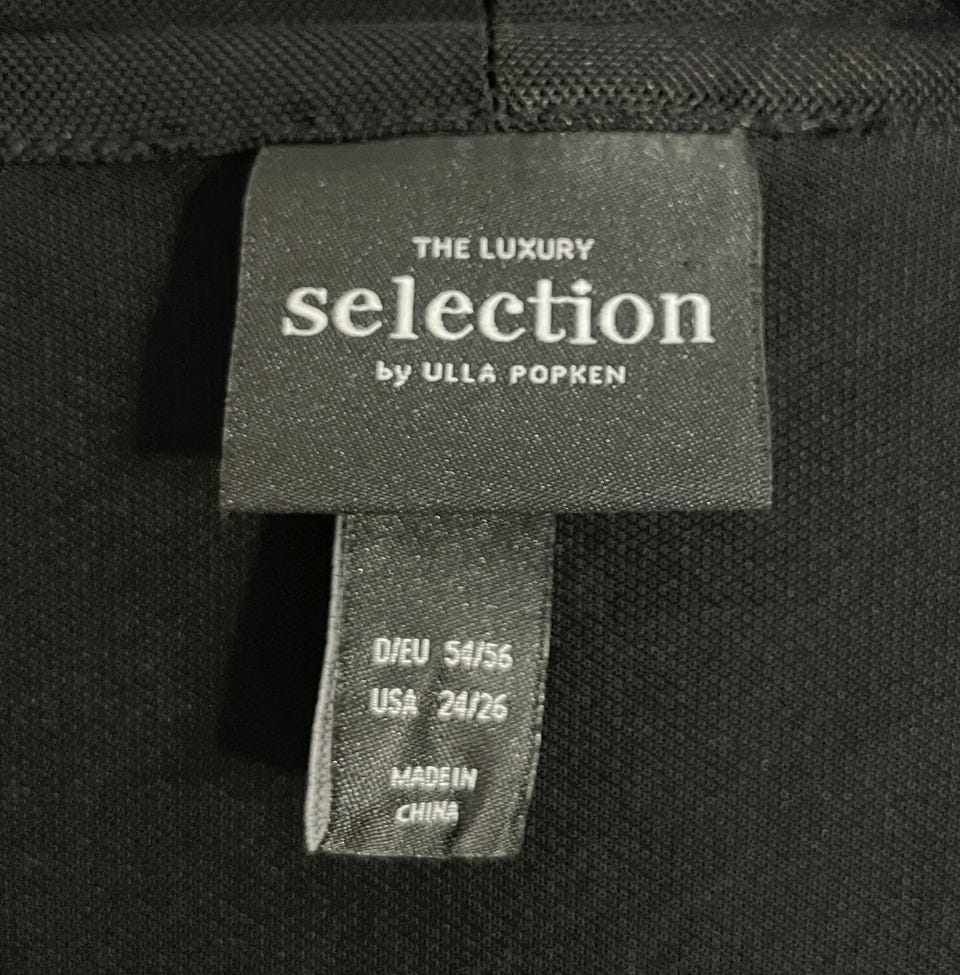 THE LUXURY
selection
by ULLA POPKEN
D/EU 54/56
USA 24/26
MADE IN
CHINA